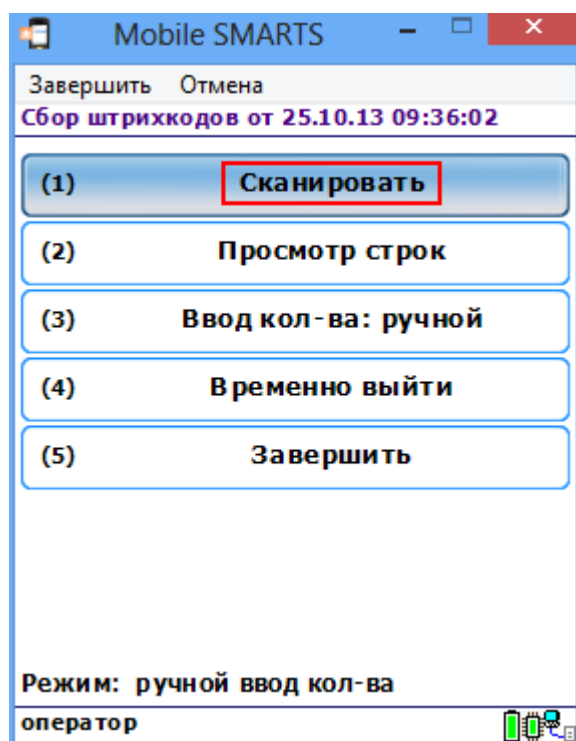 Mobile SMARTS
Завершить Отмена
Сбор штрихкодов от 25.10.13 09:36:02
(1) Сканировать
(2) Просмотр строк
(3) Ввод кол-ва: ручной
(4) Временно выйти
(5) Завершить
Режим: ручной ввод кол-ва
оператор